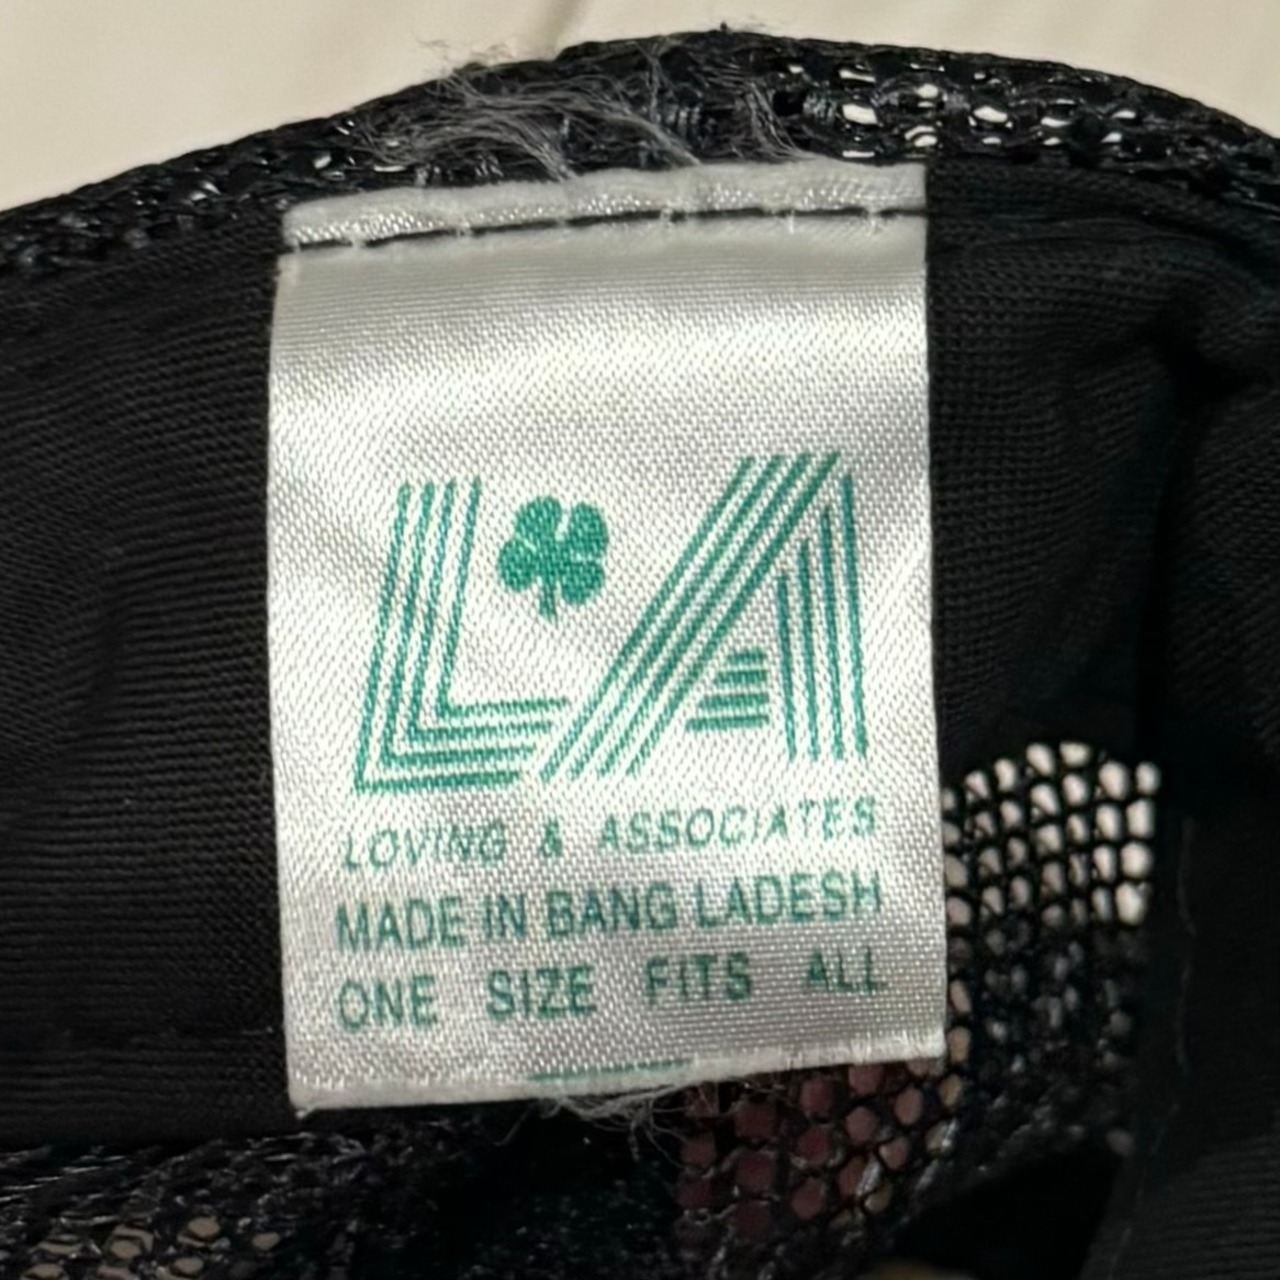 LA
LOVING & ASSOCIATES
MADE IN BANG LADESH
ONE SIZE FITS ALL